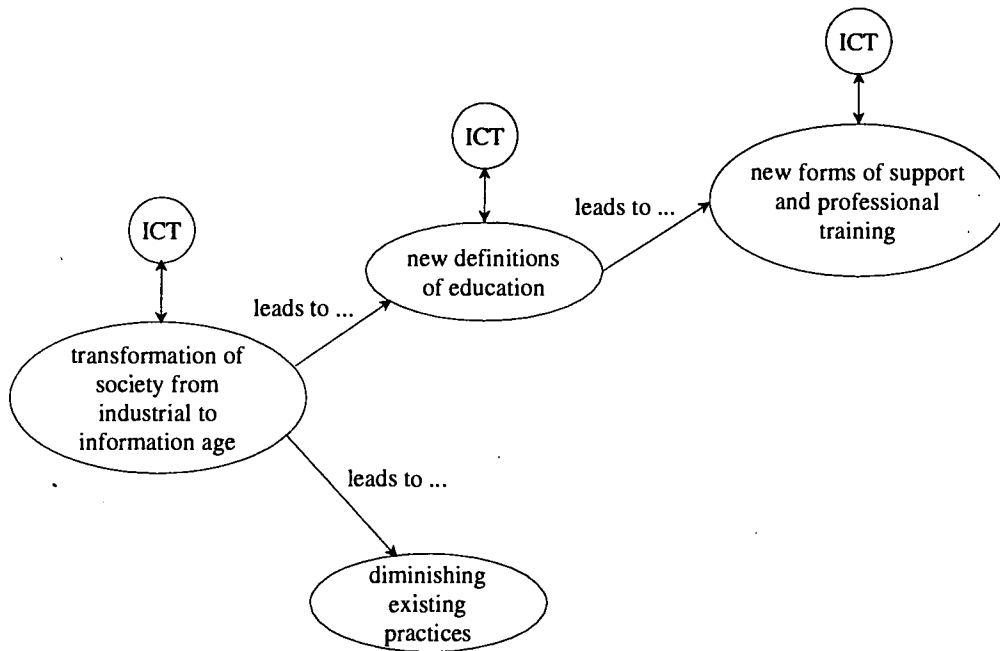 ICT
ICT
ICT
new forms of support
and professional
training
leads to ...
new definitions
of education
leads to ...
transformation of
society from
industrial to
information age
leads to ...
diminishing
existing
practices